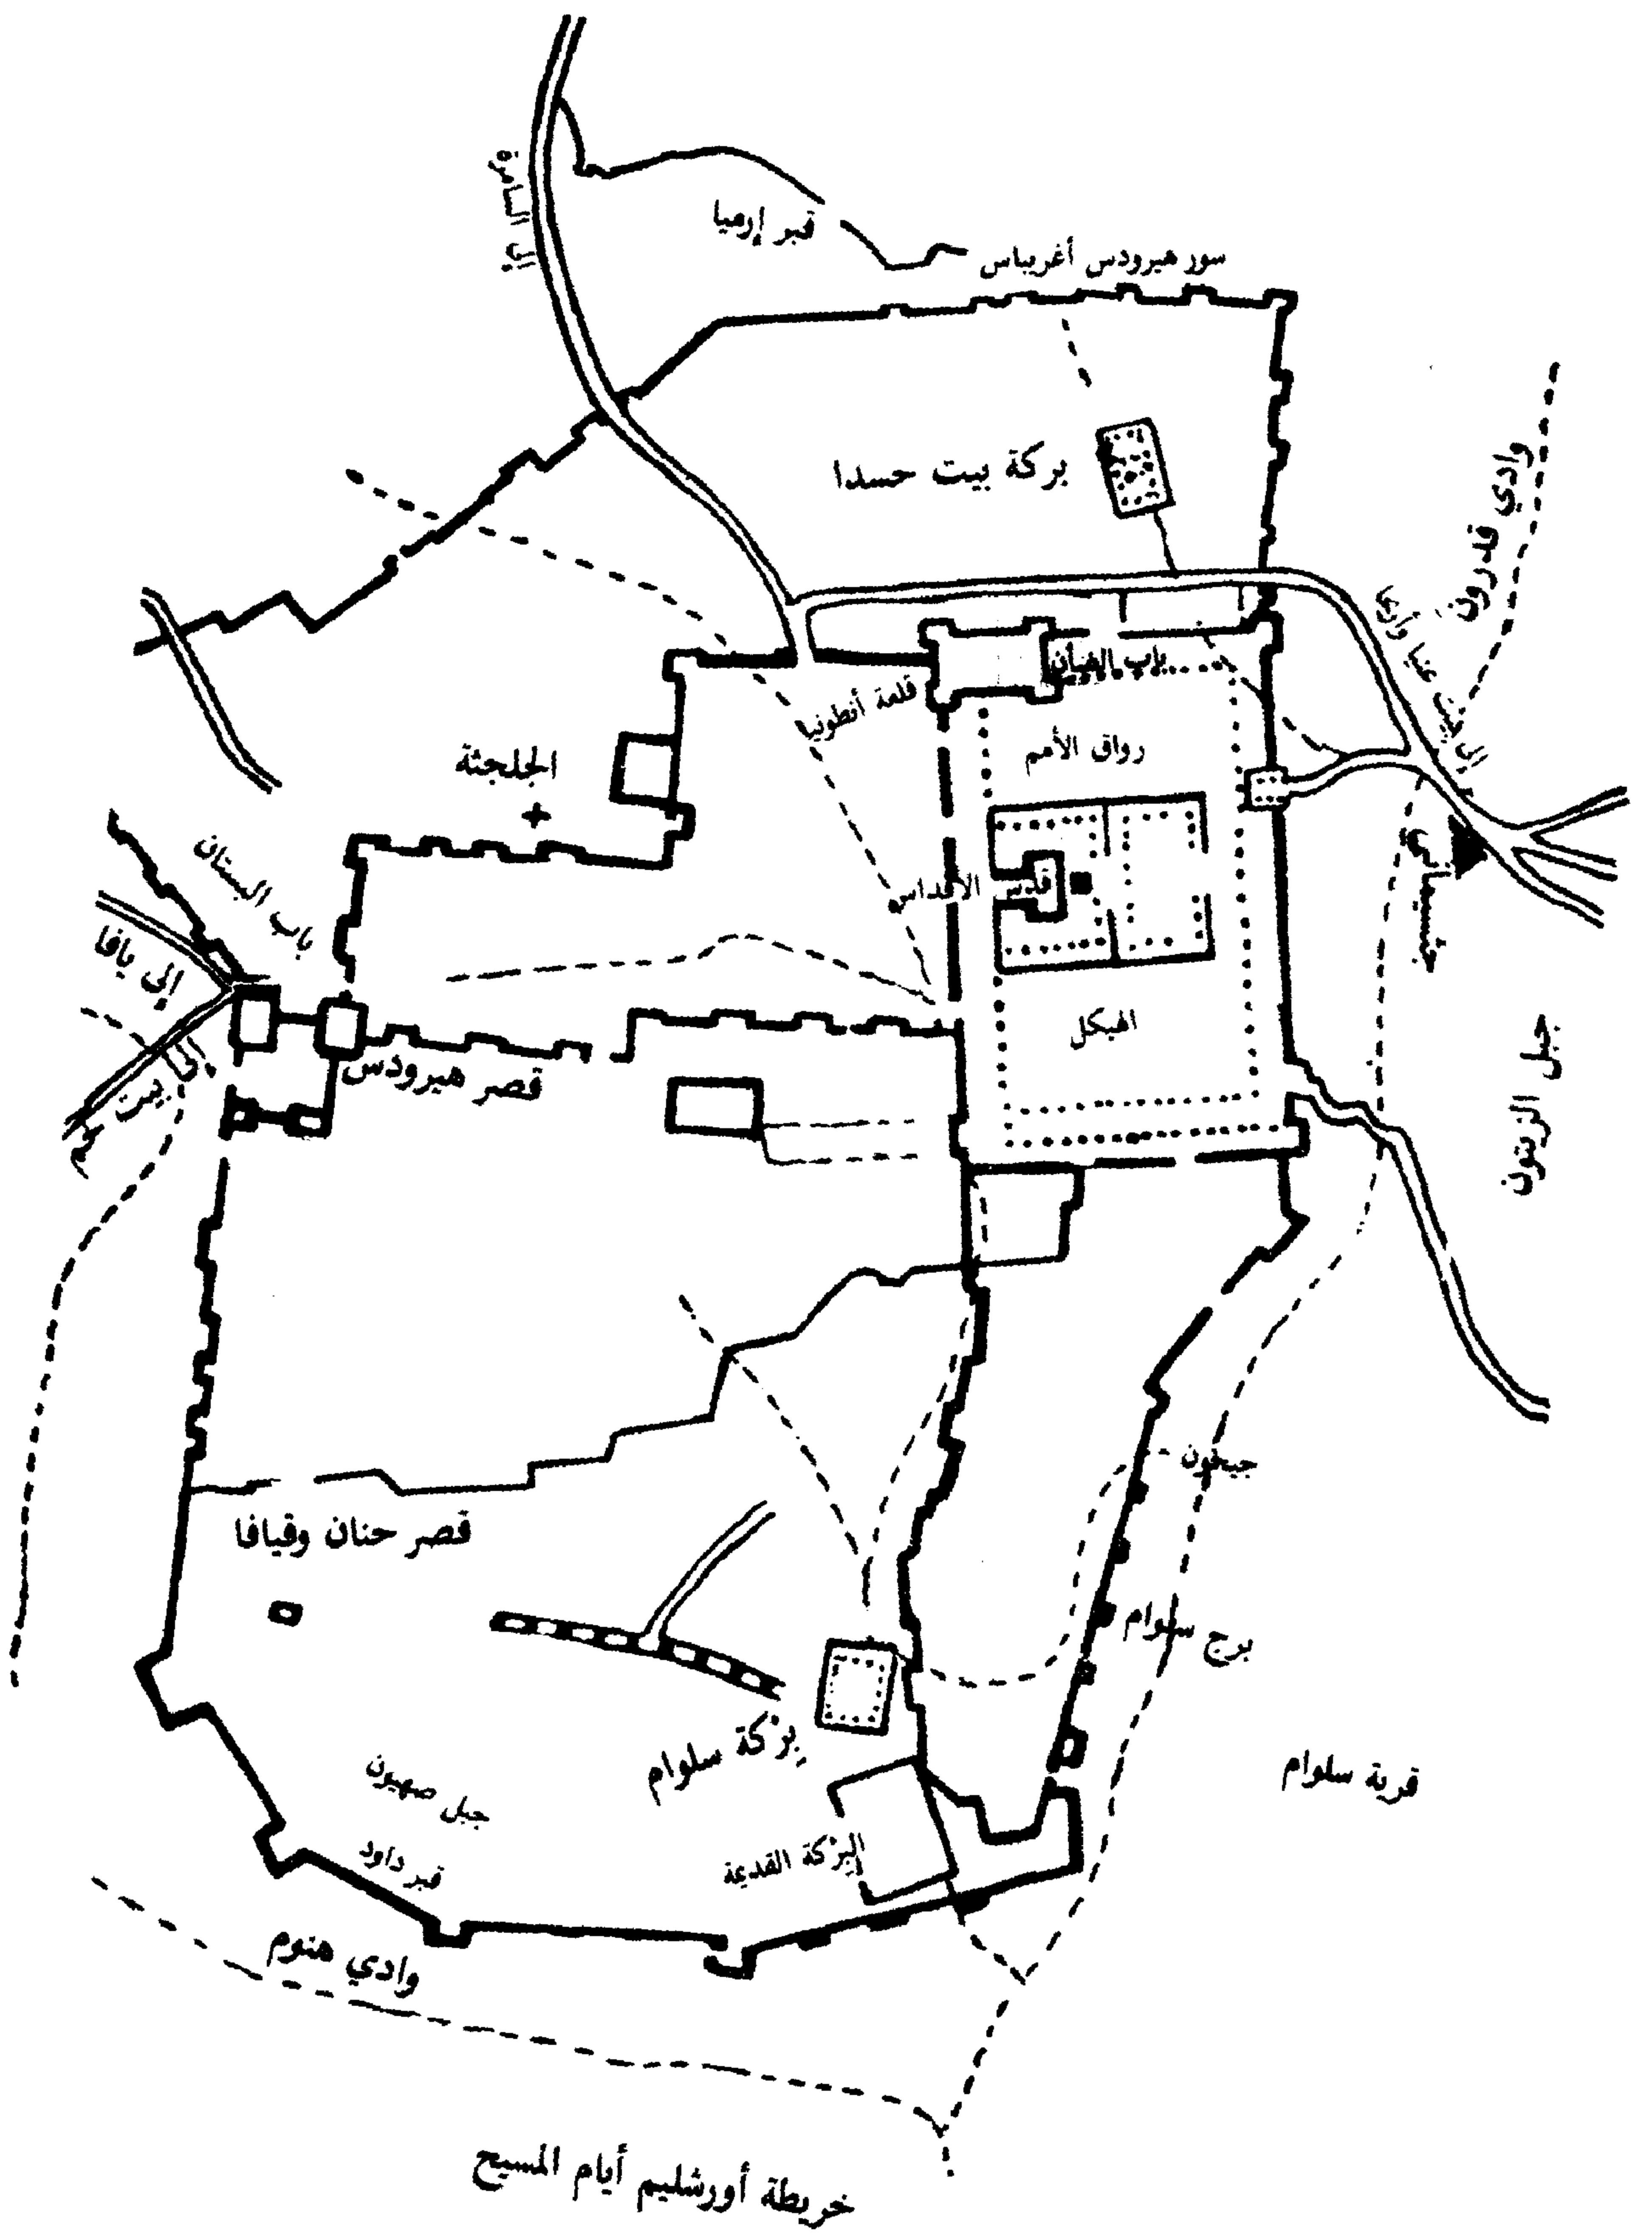 إلى السامرة
قبر إرميا
سور هيرودس أغريباس
بركة بيت حسدا
وادي قدرون
إلى بيت عنيا وأريحا
باب الضأن
قلعة أنطونيا
رواق الأمم
الجلجثة
جثسيماني
باب البستان
قدس الأقداس
إلى يافا
الهيكل
إلى بيت لحم
قصر هيرودس
جبل الزيتون
جيحون
قصر حنان وقيافا
برج سلوام
بركة سلوام
قرية سلوام
جبل صهيون
قبر داود
البركة القديمة
وادي هنوم
خريطة أورشليم أيام المسيح